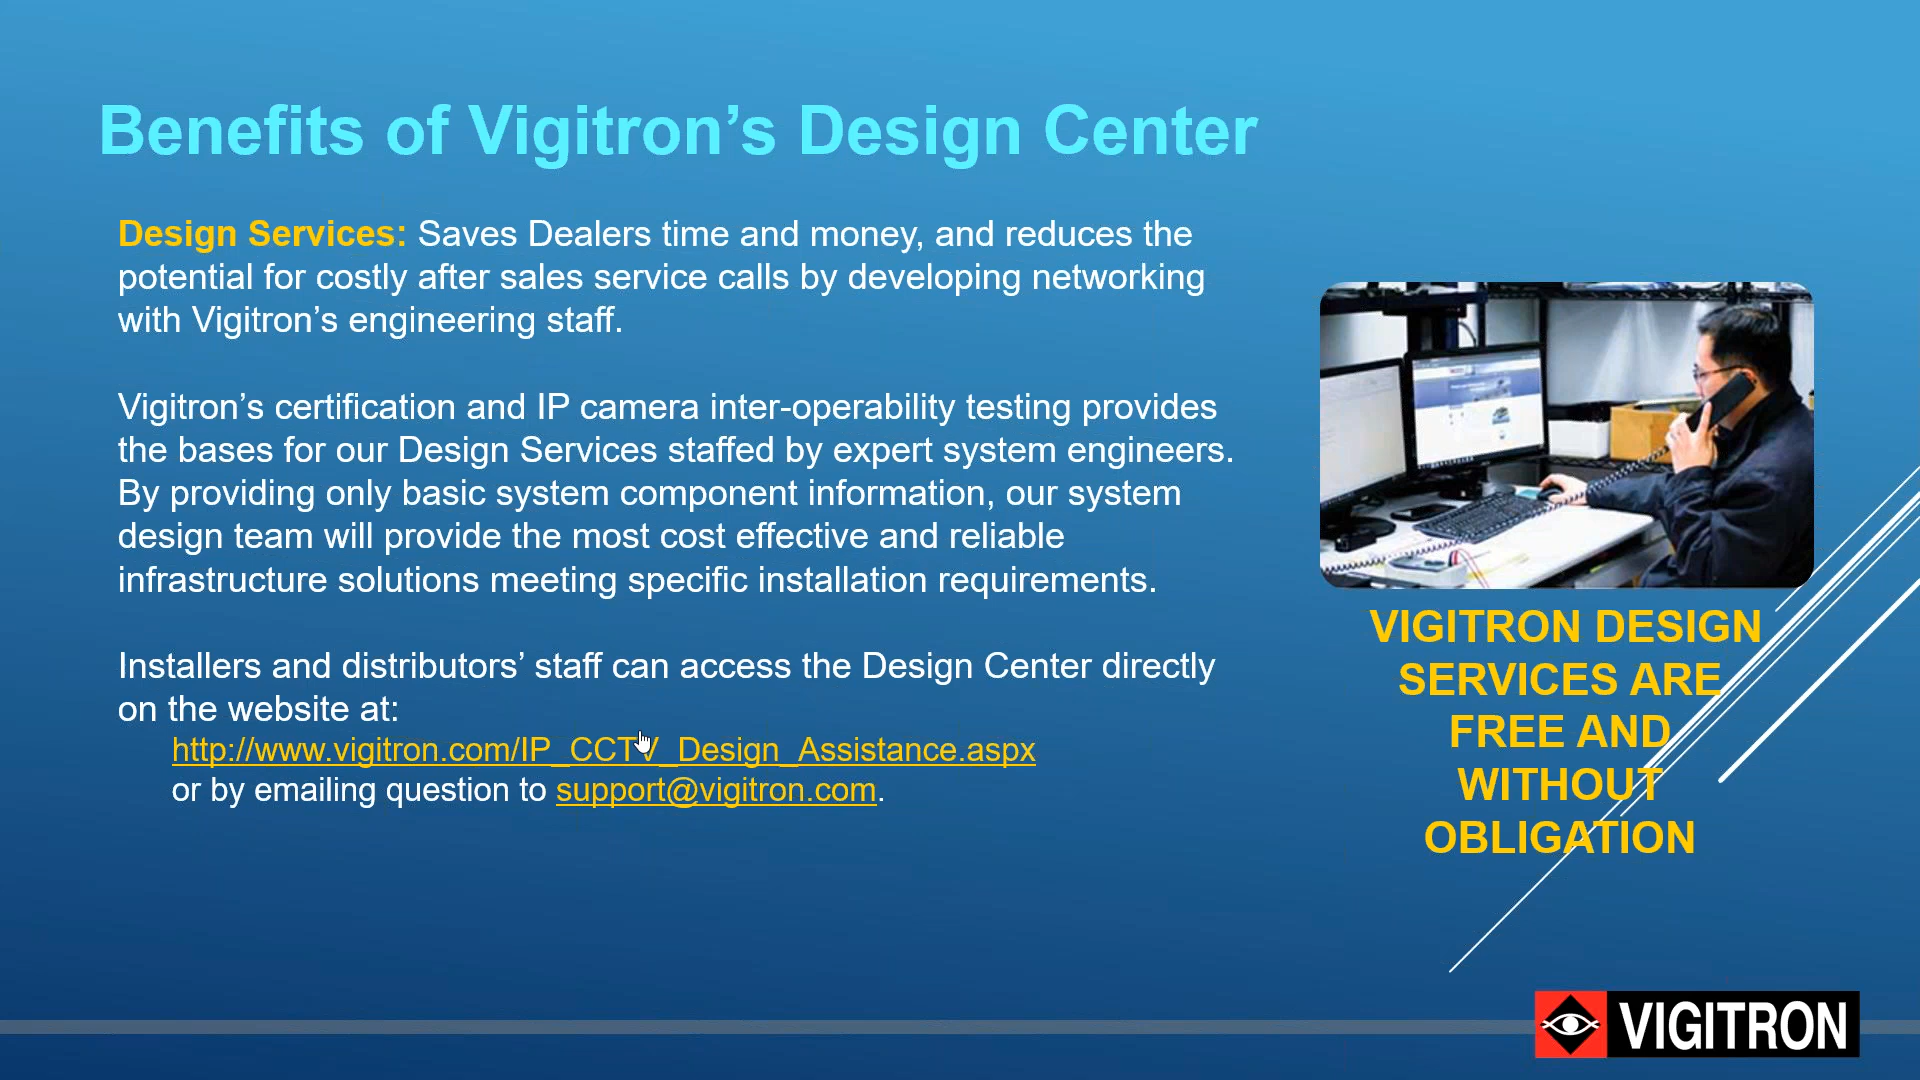 Benefits of Vigitron’s Design Center
Design Services: Saves Dealers time and money, and reduces the
potential for costly after sales service calls by developing networking
with Vigitron’s engineering staff.
Vigitron’s certification and IP camera inter-operability testing provides
the bases for our Design Services staffed by expert system engineers.
By providing only basic system component information, our system
design team will provide the most cost effective and reliable
infrastructure solutions meeting specific installation requirements.
Installers and distributors’ staff can access the Design Center directly
on the website at:
http://www.vigitron.com/IP_CCTV_Design_Assistance.aspx
or by emailing question to support@vigitron.com.
VIGITRON DESIGN
SERVICES ARE
FREE AND
WITHOUT
OBLIGATION
VIGITRON